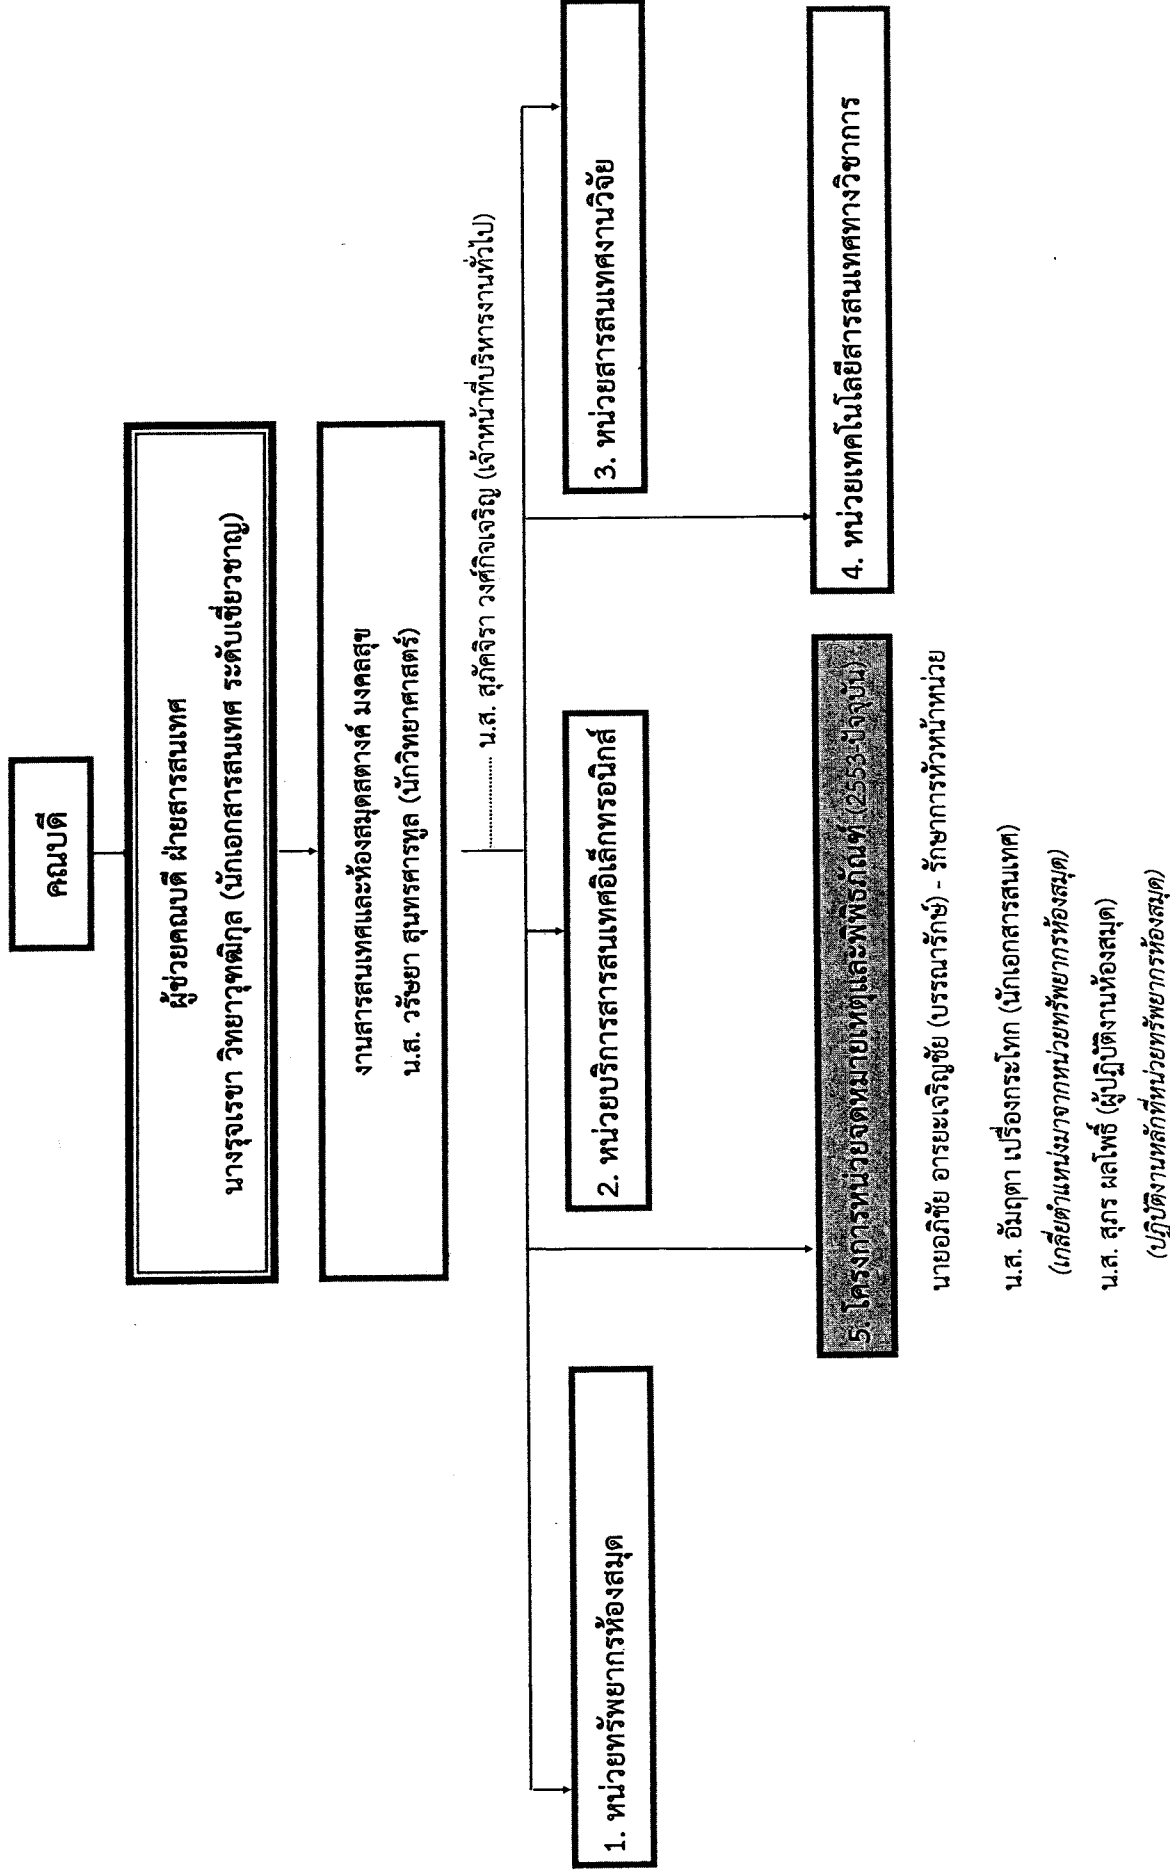 คณบดี
ผู้ช่วยคณบดี ฝ่ายสารสนเทศ
นางรุจเรขา วิทยาวุฑฒิกุล (นักเอกสารสนเทศ ระดับเชี่ยวชาญ)
งานสารสนเทศและห้องสมุดสตางค์ มงคลสุข
น.ส. วรัษยา สุนทรศารทูล (นักวิทยาศาสตร์)
น.ส. สุภัคจิรา วงศ์กิจเจริญ (เจ้าหน้าที่บริหารงานทั่วไป)
1. หน่วยทรัพยากรห้องสมุด
2. หน่วยบริการสารสนเทศอิเล็กทรอนิกส์
3. หน่วยสารสนเทศงานวิจัย
5. โครงการหน่วยจดหมายเหตุและพิพิธภัณฑ์ (2553-ปัจจุบัน)
4. หน่วยเทคโนโลยีสารสนเทศทางวิชาการ
นายอภิชัย อารยะเจริญชัย (บรรณารักษ์) - รักษาการหัวหน้าหน่วย
น.ส. อัมฤตา เปรื่องกระโทก (นักเอกสารสนเทศ)
(เกลี่ยตำแหน่งมาจากหน่วยทรัพยากรห้องสมุด)
น.ส. สุภร ผลโพธิ์ (ผู้ปฏิบัติงานห้องสมุด)
(ปฏิบัติงานหลักที่หน่วยทรัพยากรห้องสมุด)